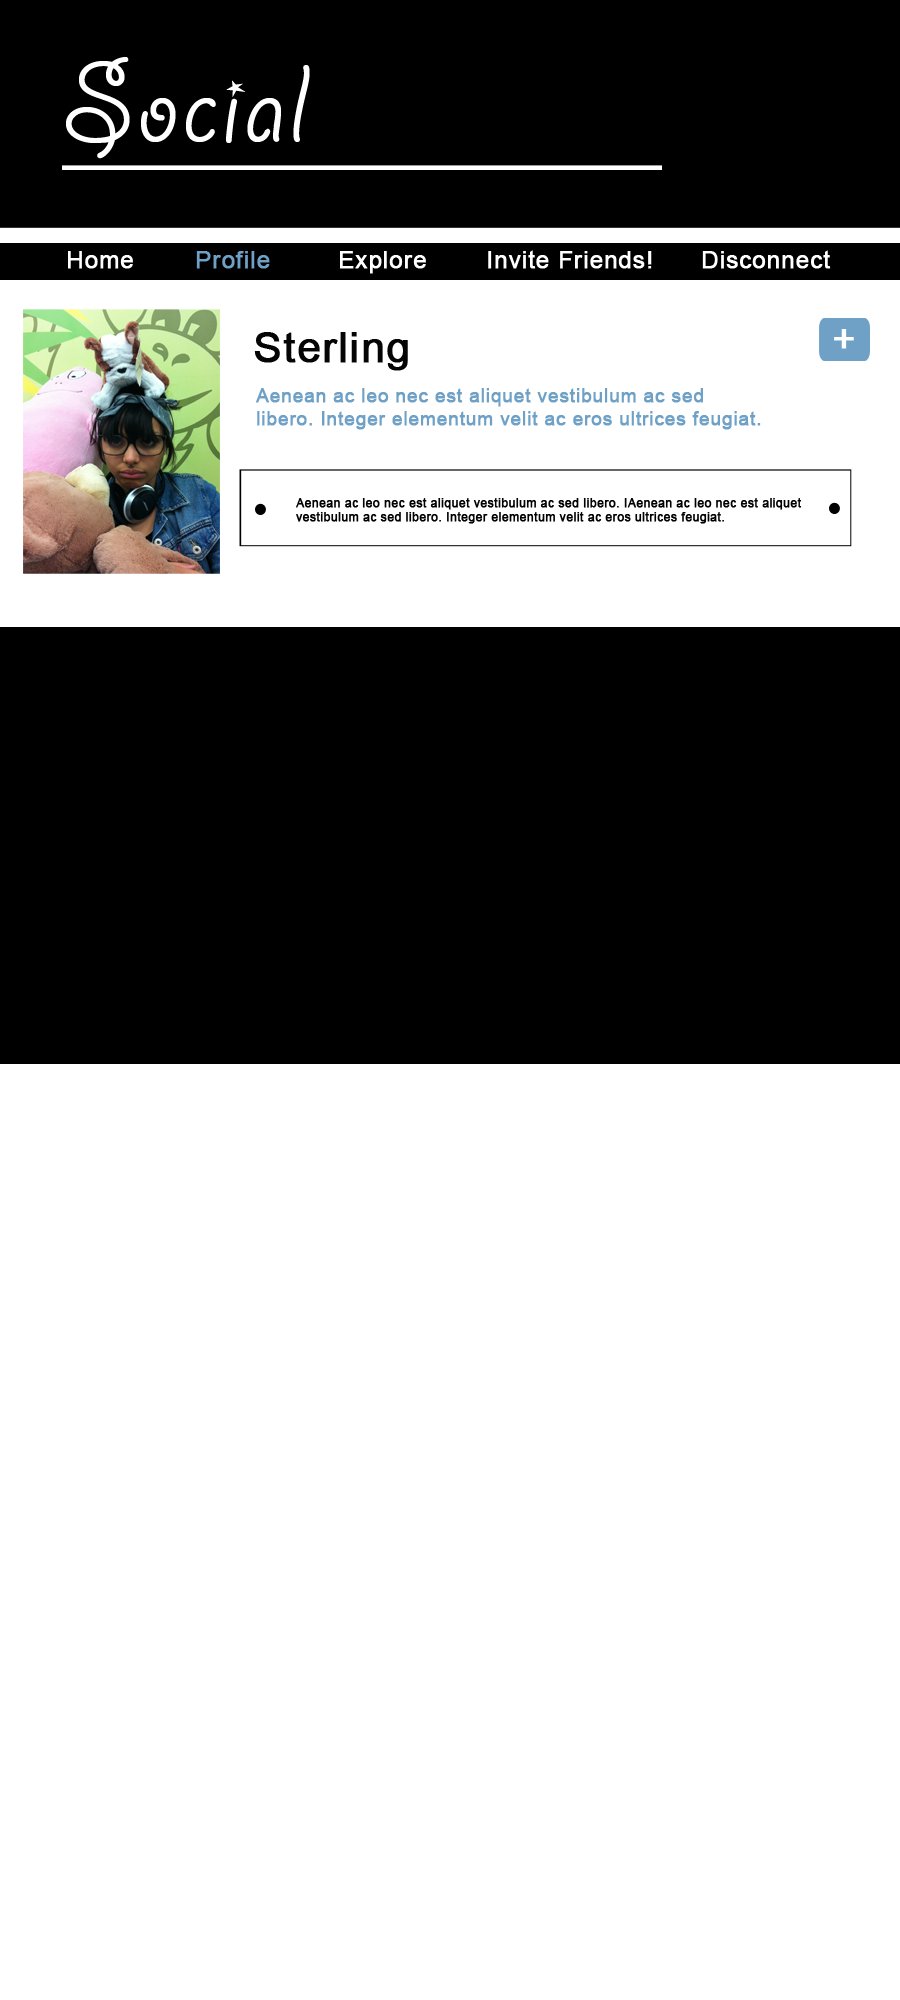 Social
Home Profile Explore Invite Friends! Disconnect
Sterling
+
Aenean ac leo nec est aliquet vestibulum ac sed
libero. Integer elementum velit ac eros ultrices feugiat.
Aenean ac leo nec est aliquet vestibulum ac sed libero. IAenean ac leo nec est aliquet
vestibulum ac sed libero. Integer elementum velit ac eros ultrices feugiat.